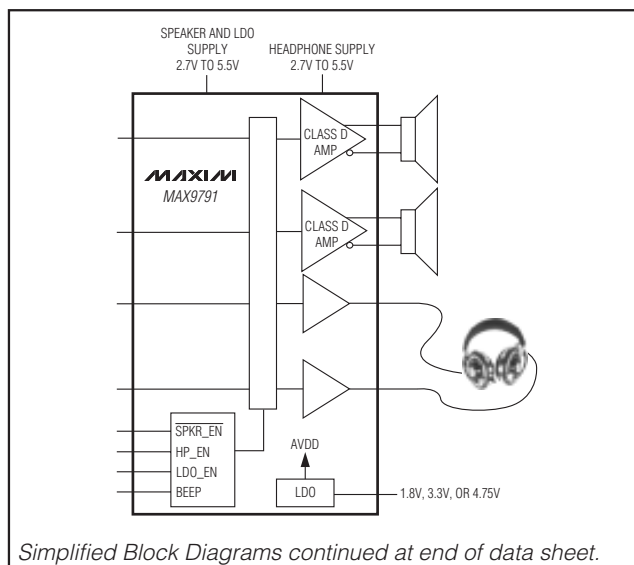 SPEAKER AND LDO
SUPPLY
2.7V TO 5.5V
HEADPHONE SUPPLY
2.7V TO 5.5V
CLASS D
AMP
MAXIM
MAX9791
CLASS D
AMP
SPKR_EN
HP_EN
LDO_EN
BEEP
AVDD
LDO
1.8V, 3.3V, OR 4.75V
Simplified Block Diagrams continued at end of data sheet.